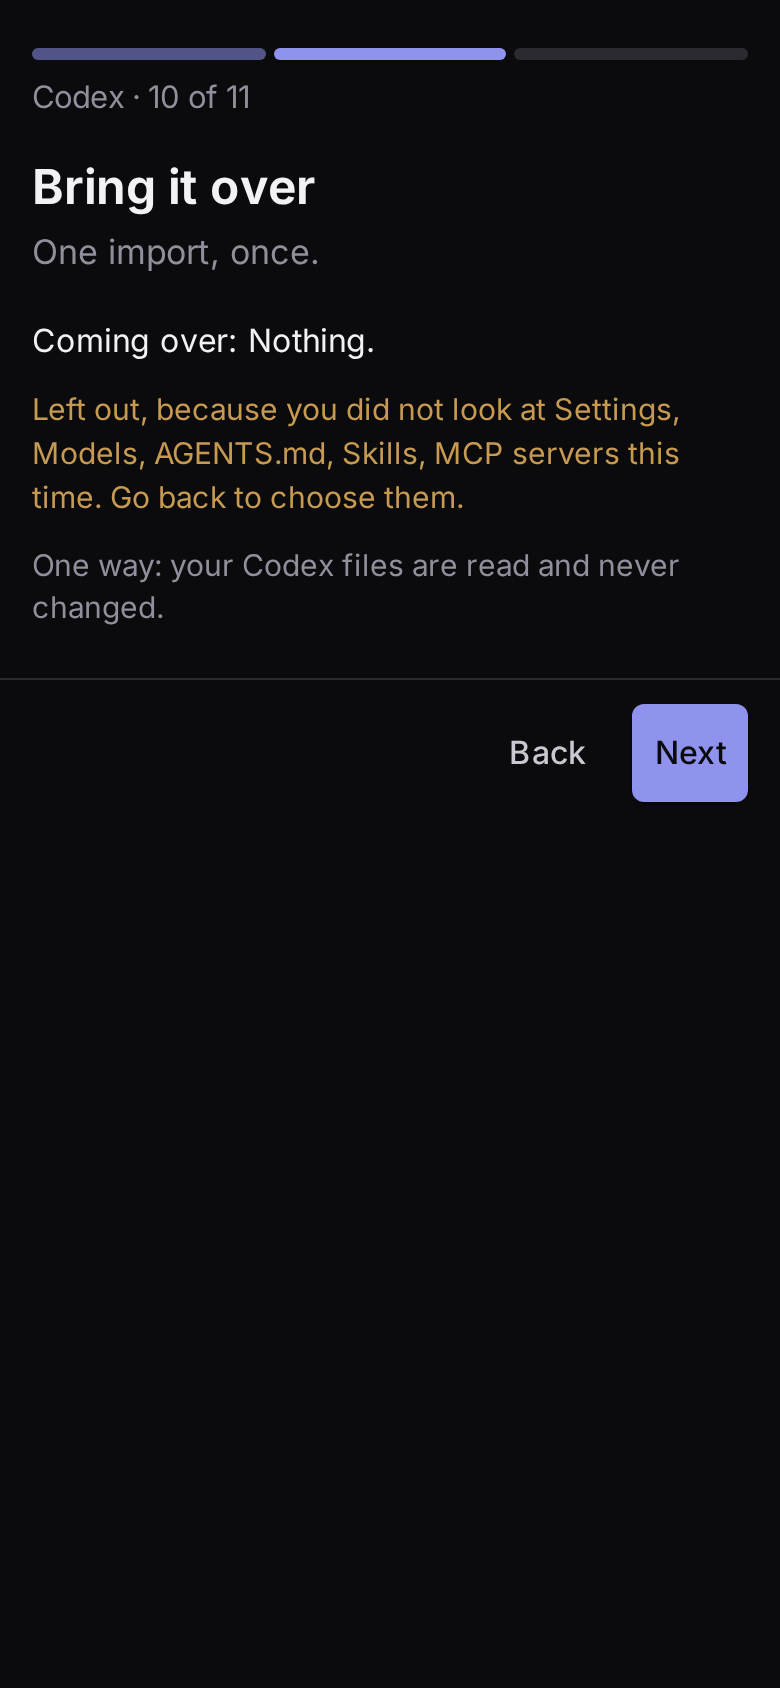 Codex · 10 of 11
Bring it over
One import, once.
Coming over: Nothing.
Left out, because you did not look at Settings,
Models, AGENTS.md, Skills, MCP servers this
time. Go back to choose them.
One way: your Codex files are read and never
changed.
Back
Next